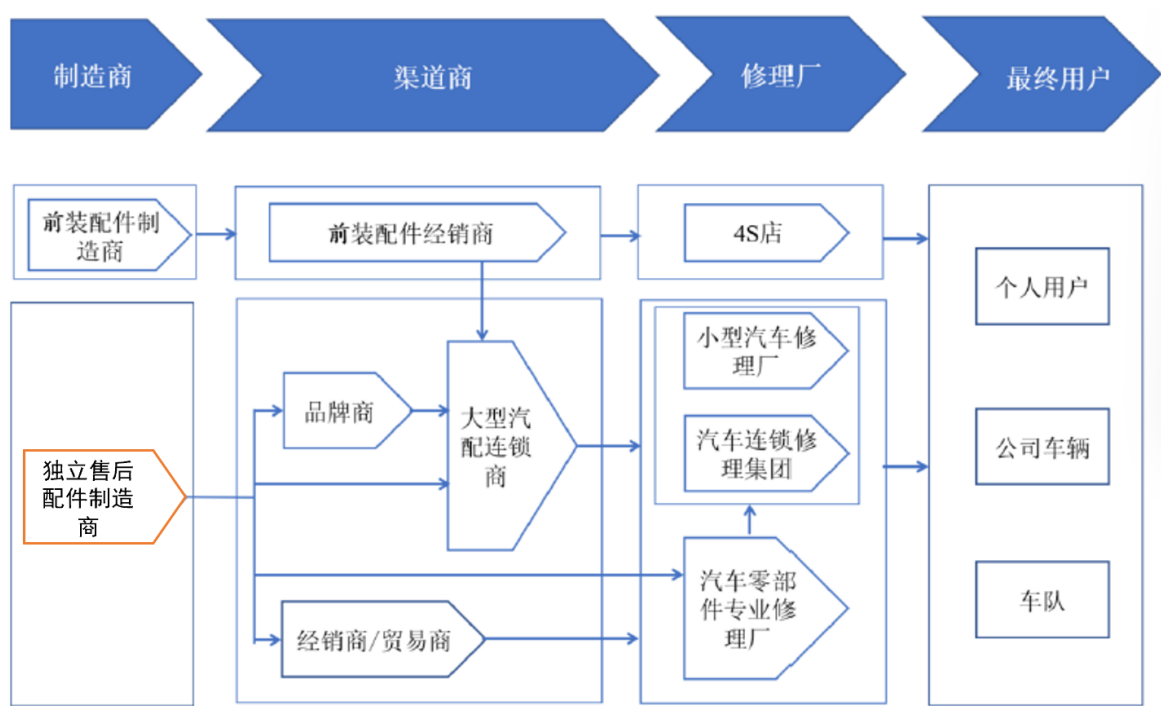 制造商
渠道商
修理厂
最终用户
前装配件制
造商
前装配件经销商
4S店
个人用户
小型汽车修
理厂
品牌商
大型汽
配连锁
商
汽车连锁修
理集团
公司车辆
独立售后
配件制造
商
汽车零部
件专业修
理厂
经销商/贸易商
车队